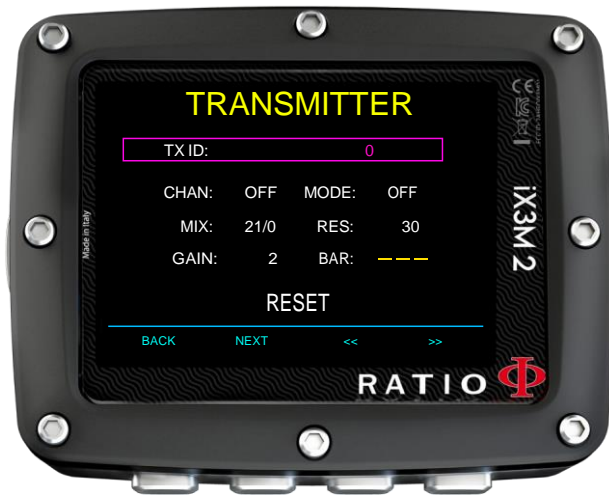 TRANSMITTER
TX ID: 0
CHAN: OFF MODE: OFF
MIX: 21/0 RES: 30
GAIN: 2 BAR: ---
RESET
BACK NEXT << >>
Made in Italy
iX3M 2
RATIO